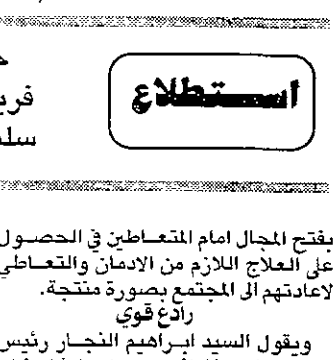 استطلاع
يفتح المجال امام المتعاطين في الحصول
على العلاج اللازم من الادمان والتعاطي
لاعادتهم الى المجتمع بصورة منتجة.
رادع قوي
ويقول السيد ابراهيم النجار رئيس